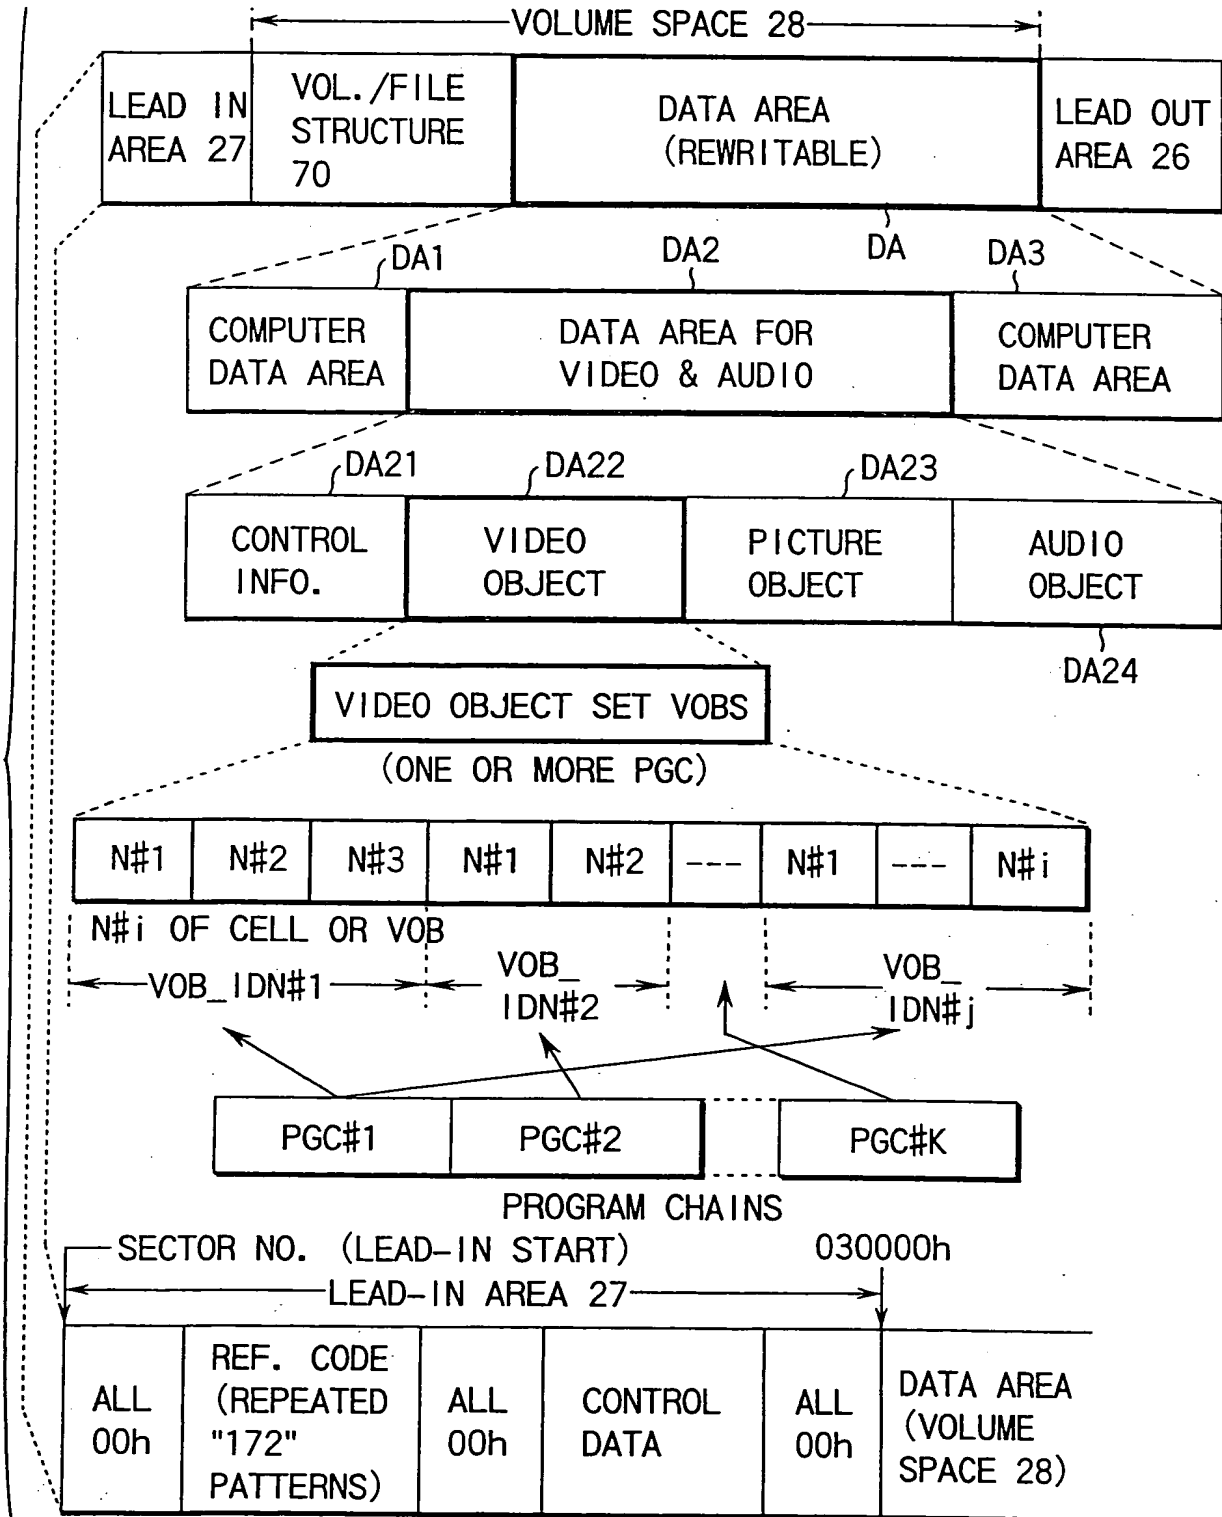 VOLUME SPACE 28
LEAD IN
AREA 27
VOL./FILE
STRUCTURE
70
DATA AREA
(REWRITABLE)
LEAD OUT
AREA 26
DA
DA1
DA2
DA3
COMPUTER
DATA AREA
DATA AREA FOR
VIDEO & AUDIO
COMPUTER
DATA AREA
DA21
DA22
DA23
CONTROL
INFO.
VIDEO
OBJECT
PICTURE
OBJECT
AUDIO
OBJECT
DA24
VIDEO OBJECT SET VOBS
(ONE OR MORE PGC)
N#1 N#2 N#3 N#1 N#2 --- N#1 --- N#i
N#i OF CELL OR VOB
VOB_IDN#1
VOB_
IDN#2
VOB_
IDN#j
PGC#1 PGC#2 PGC#K
PROGRAM CHAINS
SECTOR NO. (LEAD-IN START)
030000h
LEAD-IN AREA 27
ALL
00h
REF. CODE
(REPEATED
"172"
PATTERNS)
ALL
00h
CONTROL
DATA
ALL
00h
DATA AREA
(VOLUME
SPACE 28)